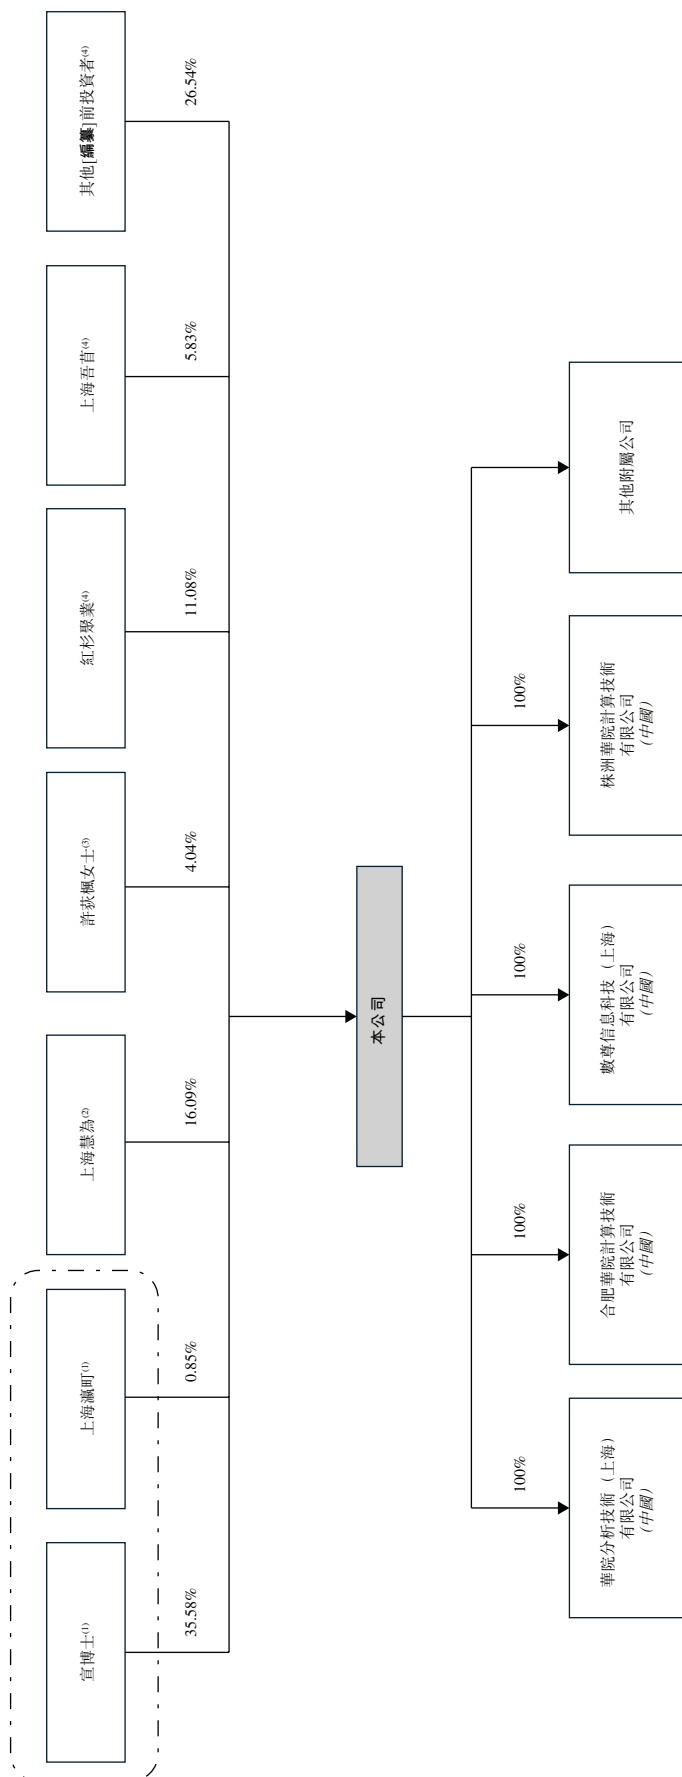 宣博士(1)
上海瀛町(1)
上海慧為(2)
許荻楓女士(3)
紅杉聚業(4)
上海吾苜(4)
其他[編纂]前投資者(4)
35.58%
0.85%
16.09%
4.04%
11.08%
5.83%
26.54%
本公司
100%
100%
100%
100%
華院分析技術（上海）
有限公司
（中國）
合肥華院計算技術
有限公司
（中國）
數尊信息科技（上海）
有限公司
（中國）
株洲華院計算技術
有限公司
（中國）
其他附屬公司